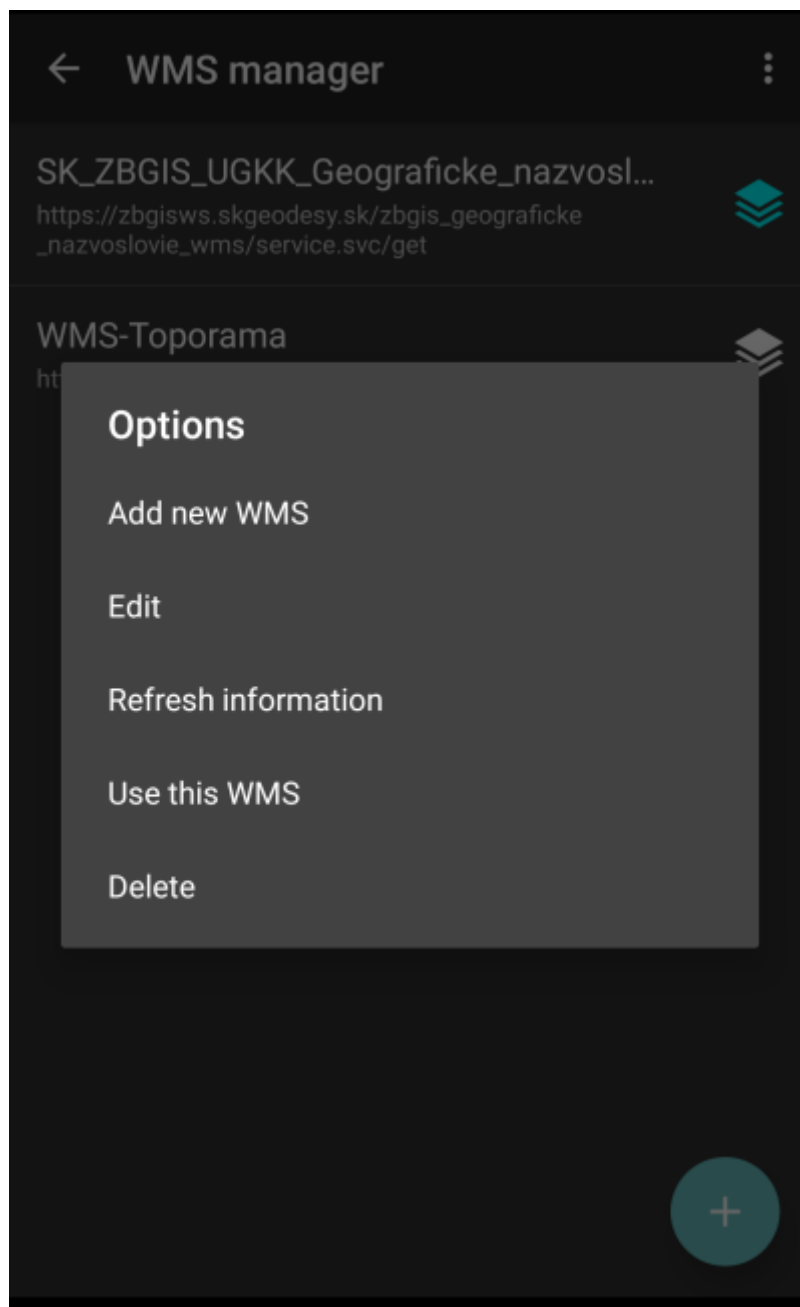 WMS manager
SK_ZBGIS_UGKK_Geograficke_nazvosl...
https://zbgisws.skgeodesy.sk/zbgis_geograficke
_nazvoslovie_wms/service.svc/get
WMS-Toporama
Options
Add new WMS
Edit
Refresh information
Use this WMS
Delete